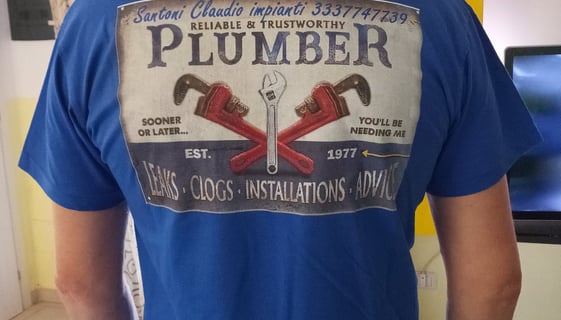 Santoni Claudio impianti 3337747739
RELIABLE & TRUSTWORTHY
PLUMBER
SOONER
OR LATER...
YOU'LL BE
NEEDING ME
EST. 1977
LEAKS · CLOGS · INSTALLATIONS · ADVICE